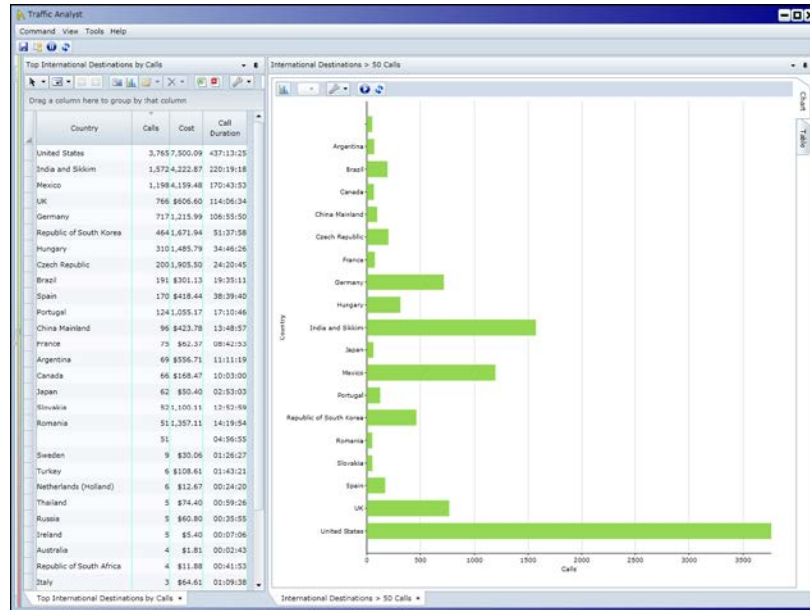 Traffic Analyst
Command View Tools Help
Top International Destinations by Calls
Drag a column here to group by that column
Country Calls Cost Call Duration
United States 3,765 7,500.09 437:13:25
India and Sikkim 1,572 4,222.87 220:19:18
Mexico 1,198 4,159.48 170:43:53
UK 766 $606.60 114:06:34
Germany 717 1,215.99 106:55:50
Republic of South Korea 464 1,671.94 51:37:58
Hungary 310 1,485.79 34:46:26
Czech Republic 200 1,905.50 24:20:45
Brazil 191 $301.13 19:35:11
Spain 170 $418.44 38:39:40
Portugal 124 1,055.17 17:10:46
China Mainland 96 $423.78 13:48:57
France 75 $62.37 08:42:53
Argentina 69 $556.71 11:11:19
Canada 66 $168.47 10:03:00
Japan 62 $50.40 02:53:03
Slovakia 52 1,100.11 12:52:59
Romania 51 1,357.11 14:19:54
51 04:56:55
Sweden 9 $30.06 01:26:27
Turkey 6 $108.61 01:43:21
Netherlands (Holland) 6 $12.67 00:24:20
Thailand 5 $74.40 00:59:26
Russia 5 $60.80 00:35:55
Ireland 5 $5.40 00:07:06
Australia 4 $1.81 00:02:43
Republic of South Africa 4 $11.88 00:41:53
Italy 3 $64.61 01:09:38
Top International Destinations by Calls
International Destinations > 50 Calls
Chart
Table
Country
Argentina
Brazil
Canada
China Mainland
Czech Republic
France
Germany
Hungary
India and Sikkim
Japan
Mexico
Portugal
Republic of South Korea
Romania
Slovakia
Spain
UK
United States
0 500 1000 1500 2000 2500 3000 3500
Calls
International Destinations > 50 Calls